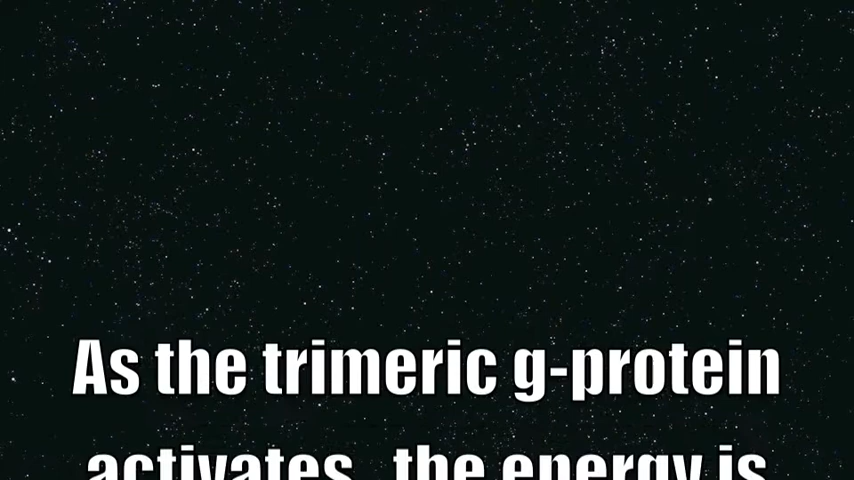 As the trimeric g-protein
activates, the energy is